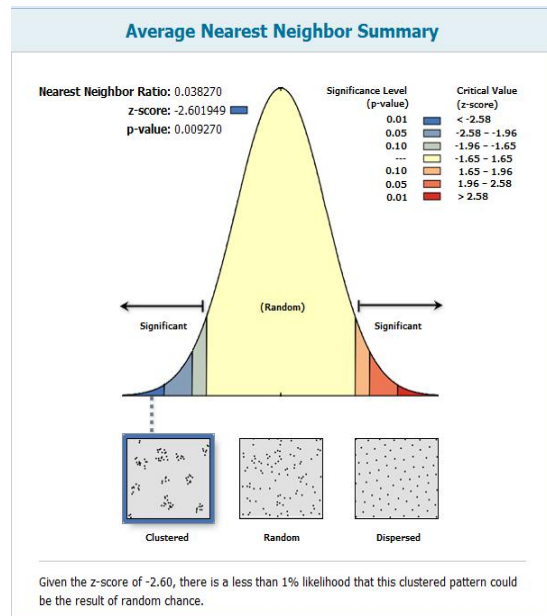 Average Nearest Neighbor Summary
Nearest Neighbor Ratio: 0.038270
z-score: -2.601949
p-value: 0.009270
Significance Level
(p-value)
Critical Value
(z-score)
0.01 < -2.58
0.05 -2.58 – -1.96
0.10 -1.96 – -1.65
--- -1.65 – 1.65
0.10 1.65 – 1.96
0.05 1.96 – 2.58
0.01 > 2.58
(Random)
Significant
Significant
Clustered
Random
Dispersed
Given the z-score of -2.60, there is a less than 1% likelihood that this clustered pattern could
be the result of random chance.